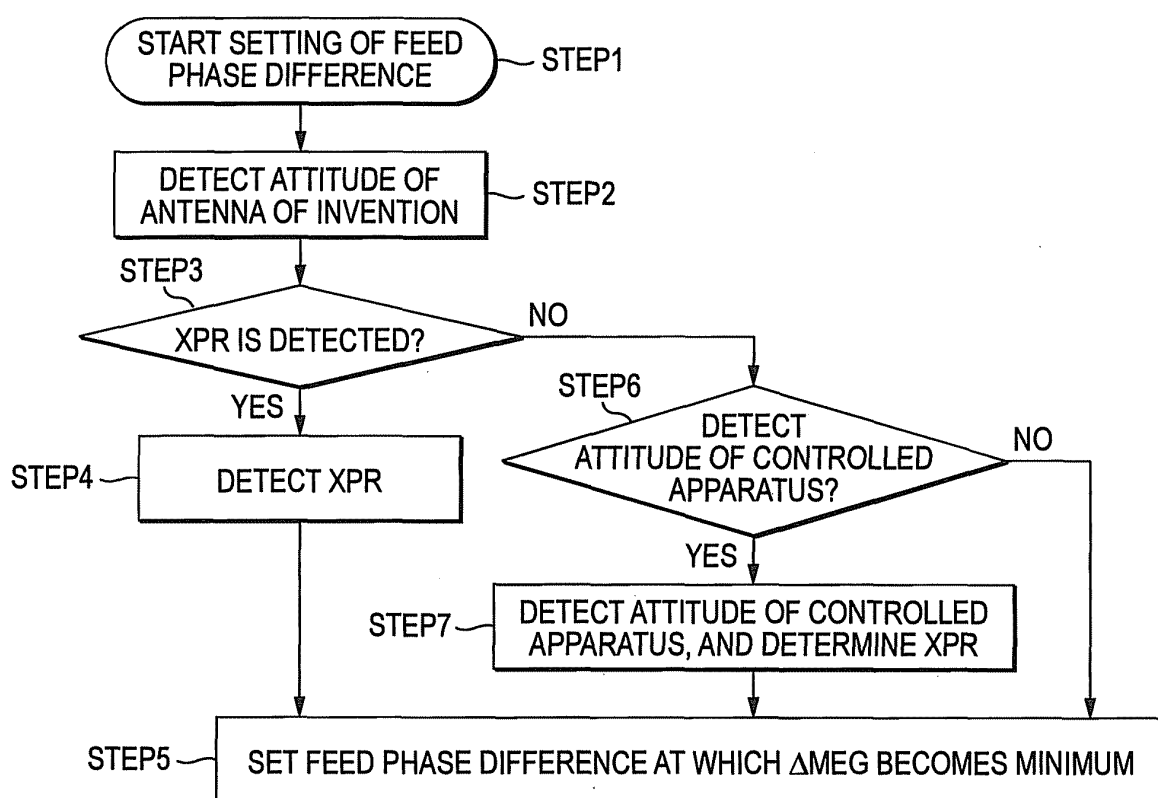 START SETTING OF FEED
PHASE DIFFERENCE
STEP1
DETECT ATTITUDE OF
ANTENNA OF INVENTION
STEP2
STEP3
XPR IS DETECTED?
NO
YES
STEP4
DETECT XPR
STEP6
DETECT
ATTITUDE OF CONTROLLED
APPARATUS?
NO
YES
STEP7
DETECT ATTITUDE OF CONTROLLED
APPARATUS, AND DETERMINE XPR
STEP5
SET FEED PHASE DIFFERENCE AT WHICH ΔMEG BECOMES MINIMUM